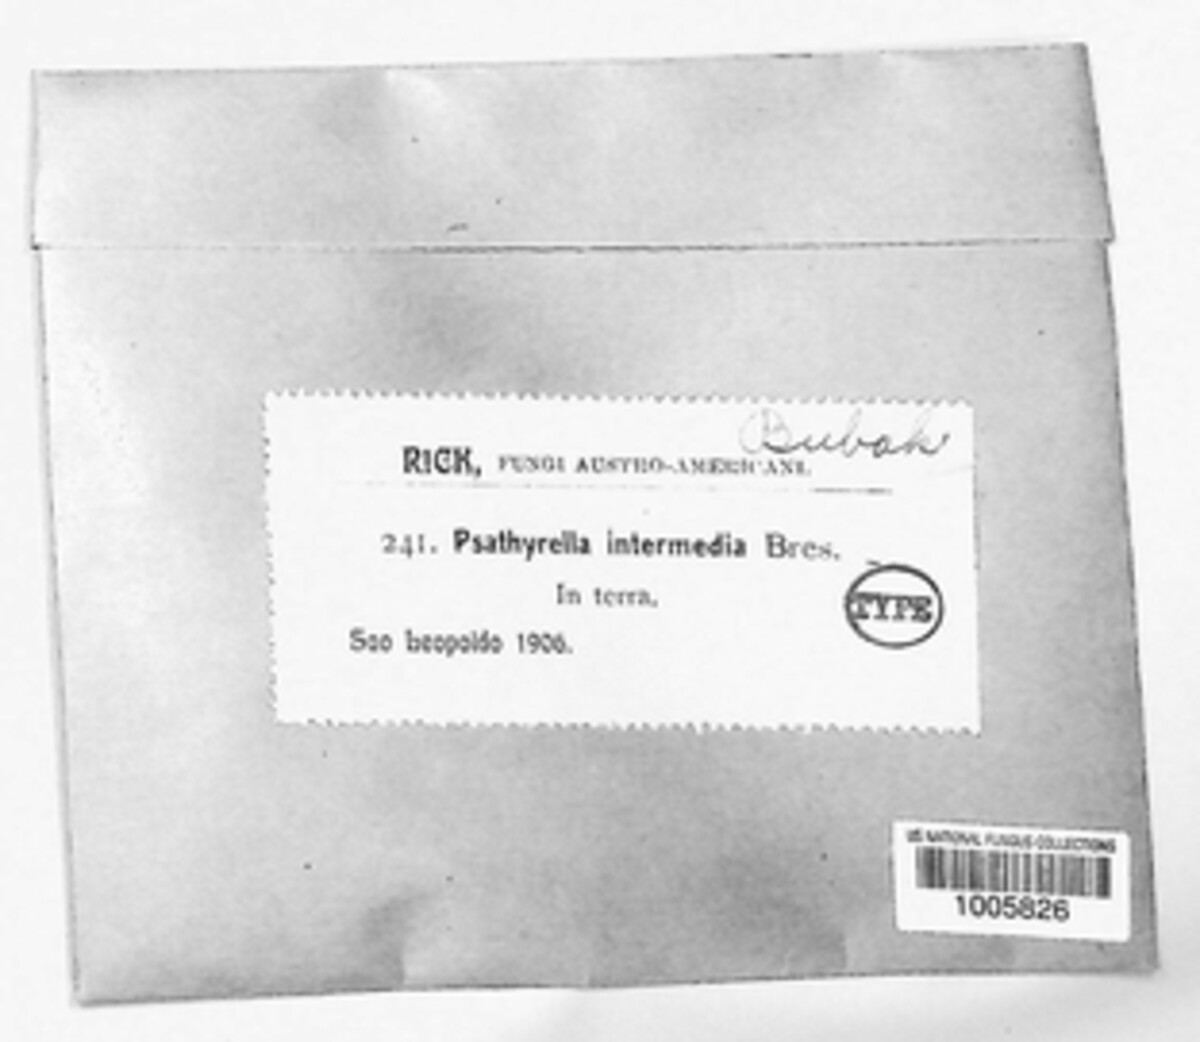 Bubak
RICK, FUNGI AUSTRO-AMERICANI.
241. Psathyrella intermedia Bres.
In terra.
TYPE
Sao Leopoldo 1906.
US NATIONAL FUNGUS COLLECTIONS
1005826